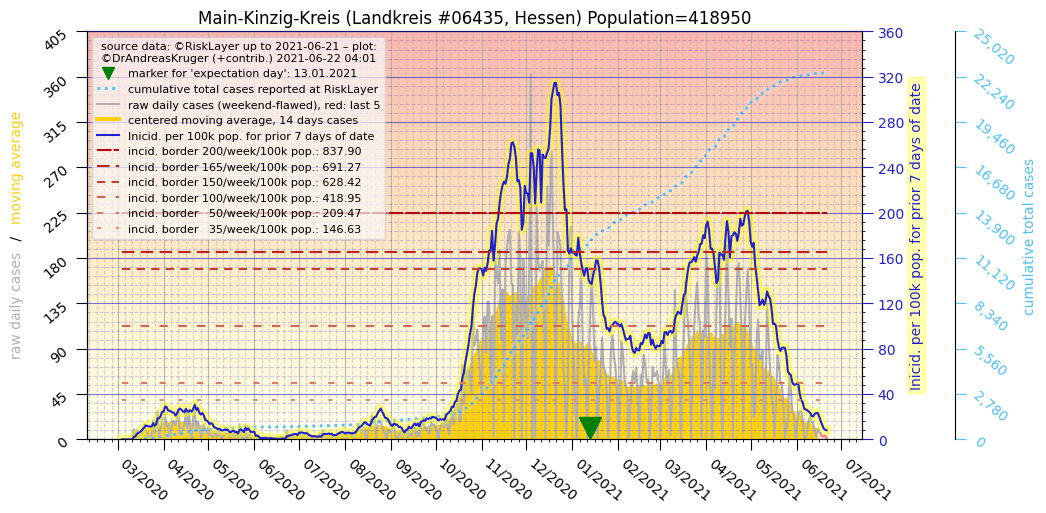 Main-Kinzig-Kreis (Landkreis #06435, Hessen) Population=418950
source data: ©RiskLayer up to 2021-06-21 – plot:
©DrAndreasKruger (+contrib.) 2021-06-22 04:01
marker for 'expectation day': 13.01.2021
cumulative total cases reported at RiskLayer
raw daily cases (weekend-flawed), red: last 5
centered moving average, 14 days cases
Inicid. per 100k pop. for prior 7 days of date
incid. border 200/week/100k pop.: 837.90
incid. border 165/week/100k pop.: 691.27
incid. border 150/week/100k pop.: 628.42
incid. border 100/week/100k pop.: 418.95
incid. border   50/week/100k pop.: 209.47
incid. border   35/week/100k pop.: 146.63
raw daily cases / moving average
405
360
315
270
225
180
135
90
45
0
360
320
280
240
200
160
120
80
40
0
Inicid. per 100k pop. for prior 7 days of date
25,020
22,240
19,460
16,680
13,900
11,120
8,340
5,560
2,780
0
cumulative total cases
03/2020
04/2020
05/2020
06/2020
07/2020
08/2020
09/2020
10/2020
11/2020
12/2020
01/2021
02/2021
03/2021
04/2021
05/2021
06/2021
07/2021